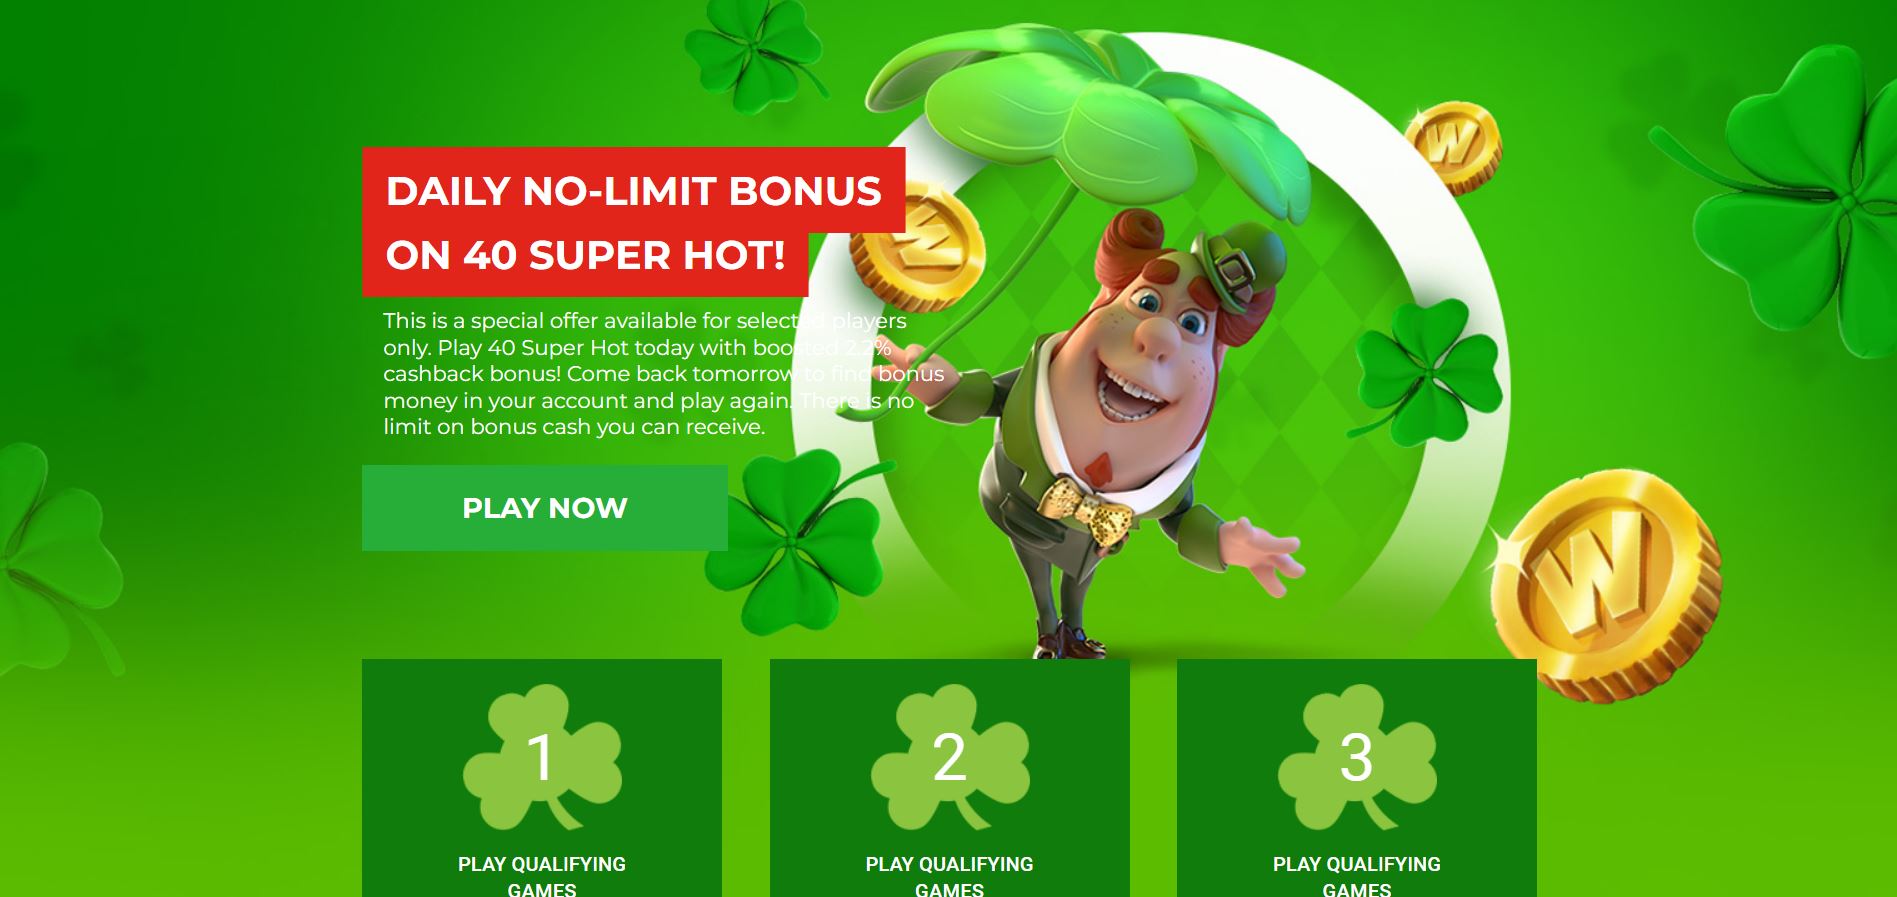 DAILY NO-LIMIT BONUS
ON 40 SUPER HOT!
This is a special offer available for selected players
only. Play 40 Super Hot today with boosted 2.2%
cashback bonus! Come back tomorrow to find bonus
money in your account and play again. There is no
limit on bonus cash you can receive.
PLAY NOW
W
W
W
1
2
3
PLAY QUALIFYING
GAMES
PLAY QUALIFYING
GAMES
PLAY QUALIFYING
GAMES